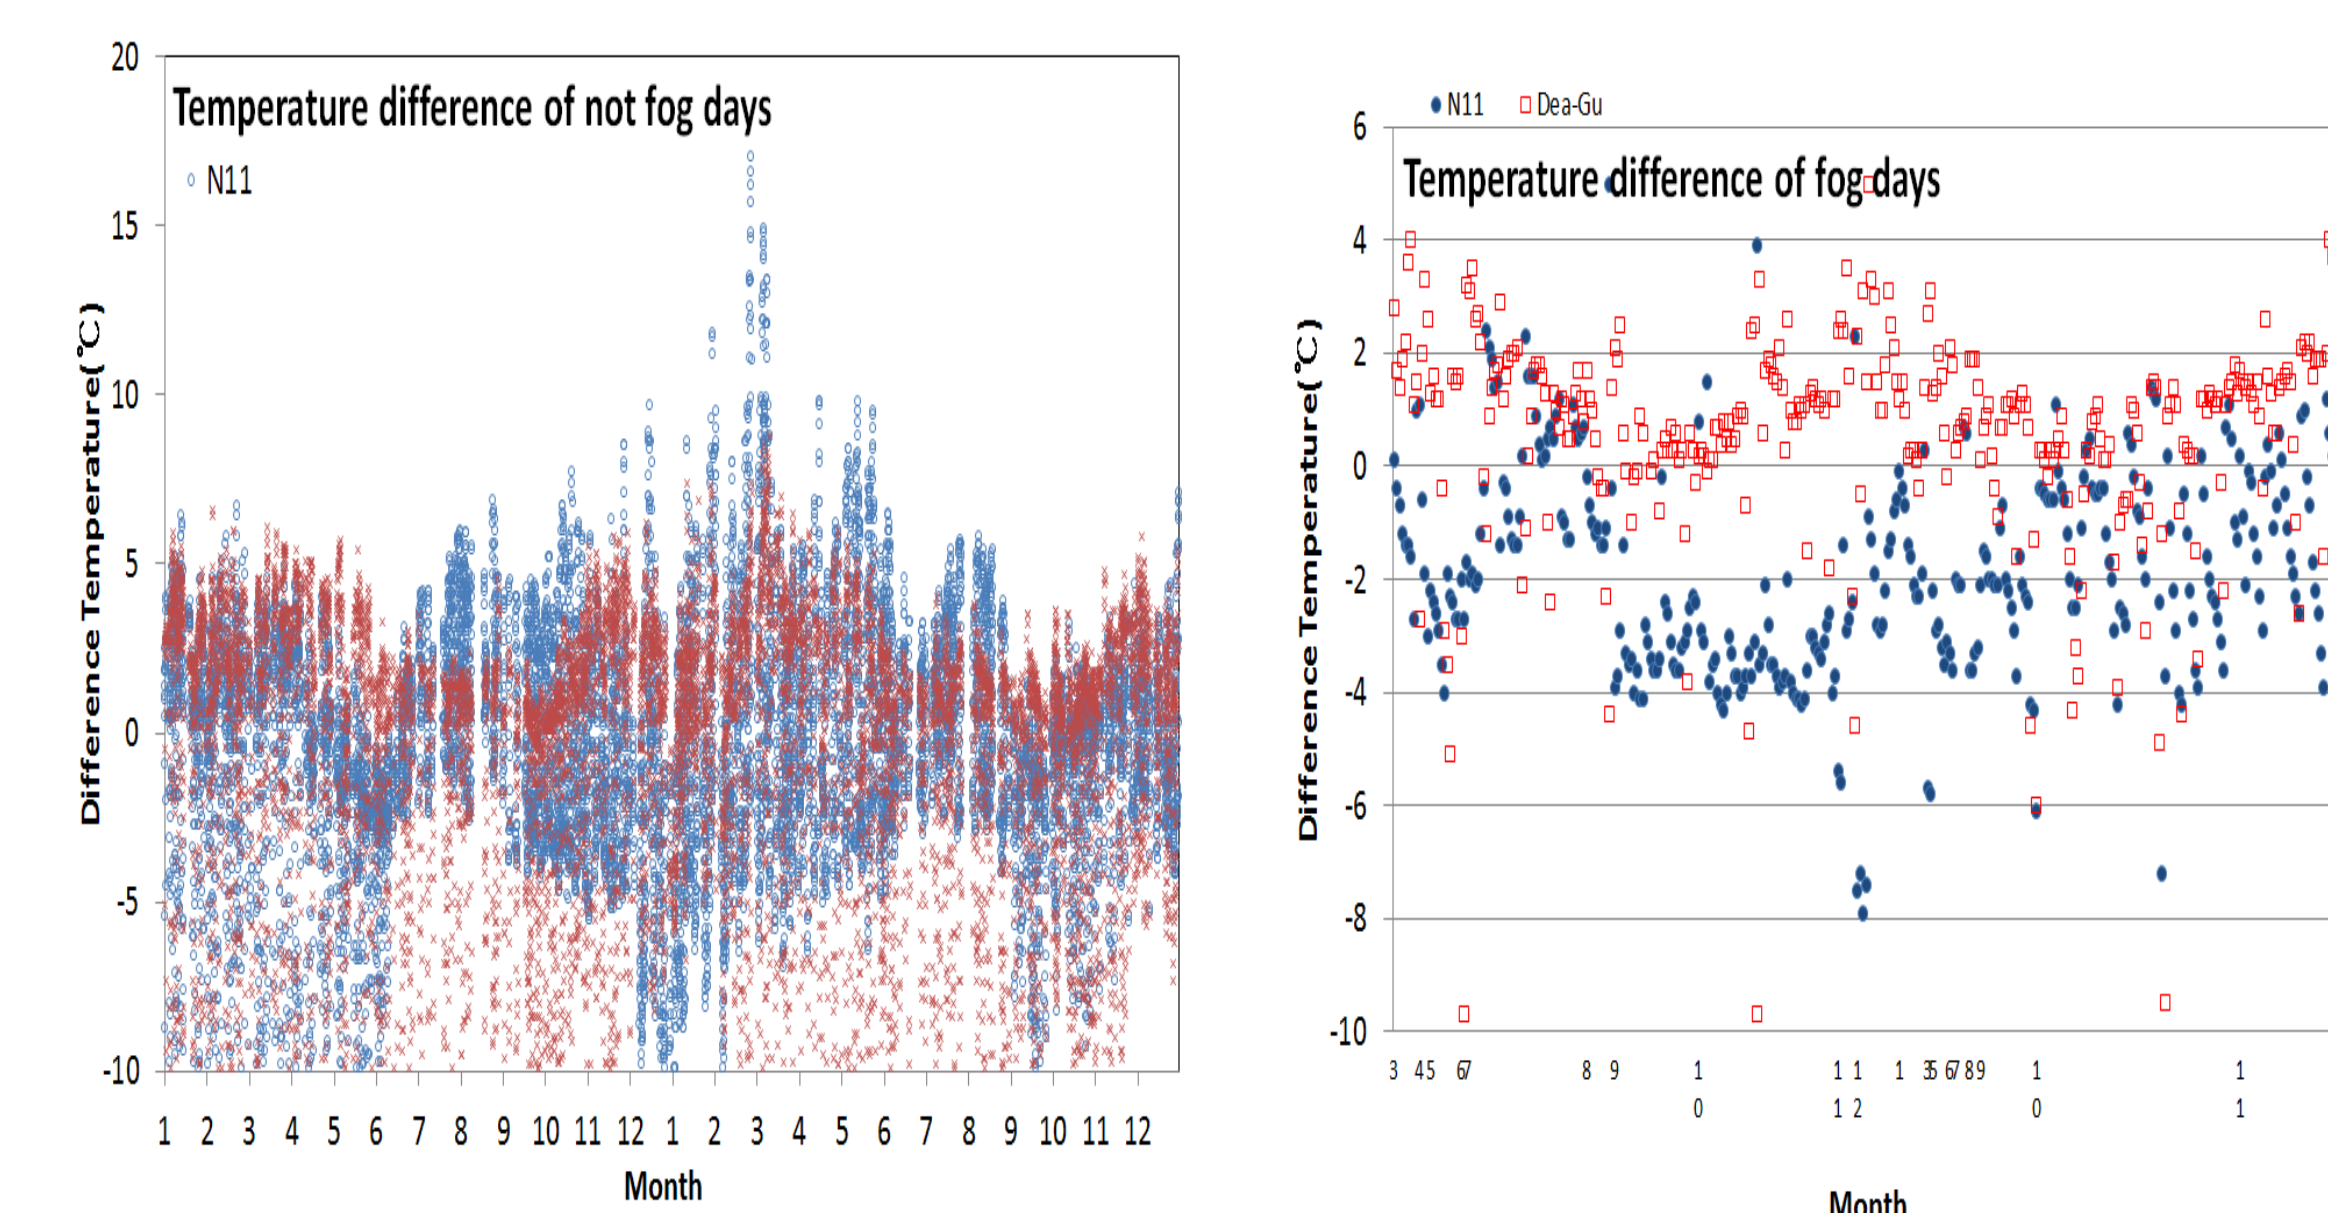 20
Temperature difference of not fog days
N11
15
10
5
0
-5
-10
1 2 3 4 5 6 7 8 9 10 11 12 1 2 3 4 5 6 7 8 9 10 11 12
Month
Difference Temperature(℃)
N11 Dea-Gu
6
Temperature difference of fog days
4
2
0
-2
-4
-6
-8
-10
3 45 67 8 9 1 1 1 1 35 67 89 1 1
0 1 2 0 1
Month
Difference Temperature(℃)